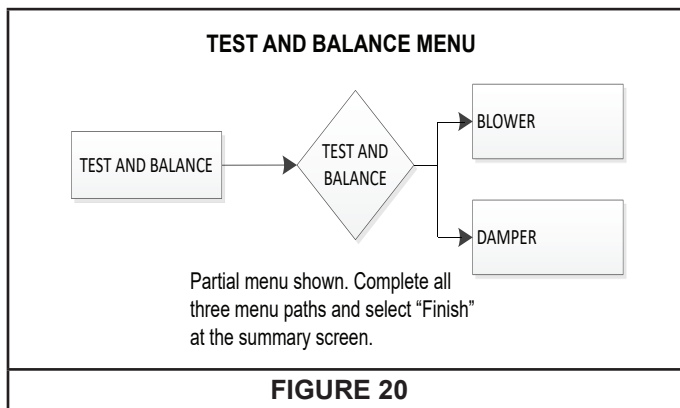 TEST AND BALANCE MENU
TEST AND BALANCE
TEST AND
BALANCE
BLOWER
DAMPER
Partial menu shown. Complete all
three menu paths and select “Finish”
at the summary screen.
FIGURE 20